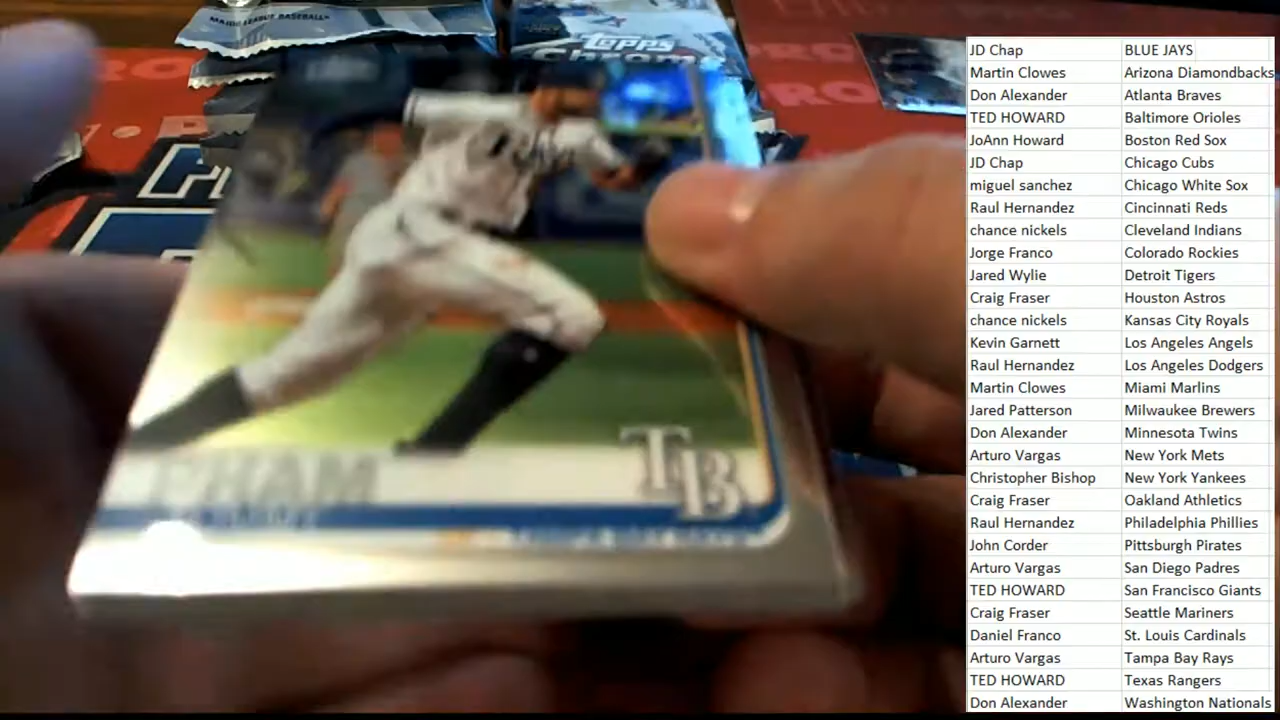 MAJOR LEAGUE BASEBALL
Topps
Chrome
TB
JD Chap BLUE JAYS
Martin Clowes Arizona Diamondbacks
Don Alexander Atlanta Braves
TED HOWARD Baltimore Orioles
JoAnn Howard Boston Red Sox
JD Chap Chicago Cubs
miguel sanchez Chicago White Sox
Raul Hernandez Cincinnati Reds
chance nickels Cleveland Indians
Jorge Franco Colorado Rockies
Jared Wylie Detroit Tigers
Craig Fraser Houston Astros
chance nickels Kansas City Royals
Kevin Garnett Los Angeles Angels
Raul Hernandez Los Angeles Dodgers
Martin Clowes Miami Marlins
Jared Patterson Milwaukee Brewers
Don Alexander Minnesota Twins
Arturo Vargas New York Mets
Christopher Bishop New York Yankees
Craig Fraser Oakland Athletics
Raul Hernandez Philadelphia Phillies
John Corder Pittsburgh Pirates
Arturo Vargas San Diego Padres
TED HOWARD San Francisco Giants
Craig Fraser Seattle Mariners
Daniel Franco St. Louis Cardinals
Arturo Vargas Tampa Bay Rays
TED HOWARD Texas Rangers
Don Alexander Washington Nationals